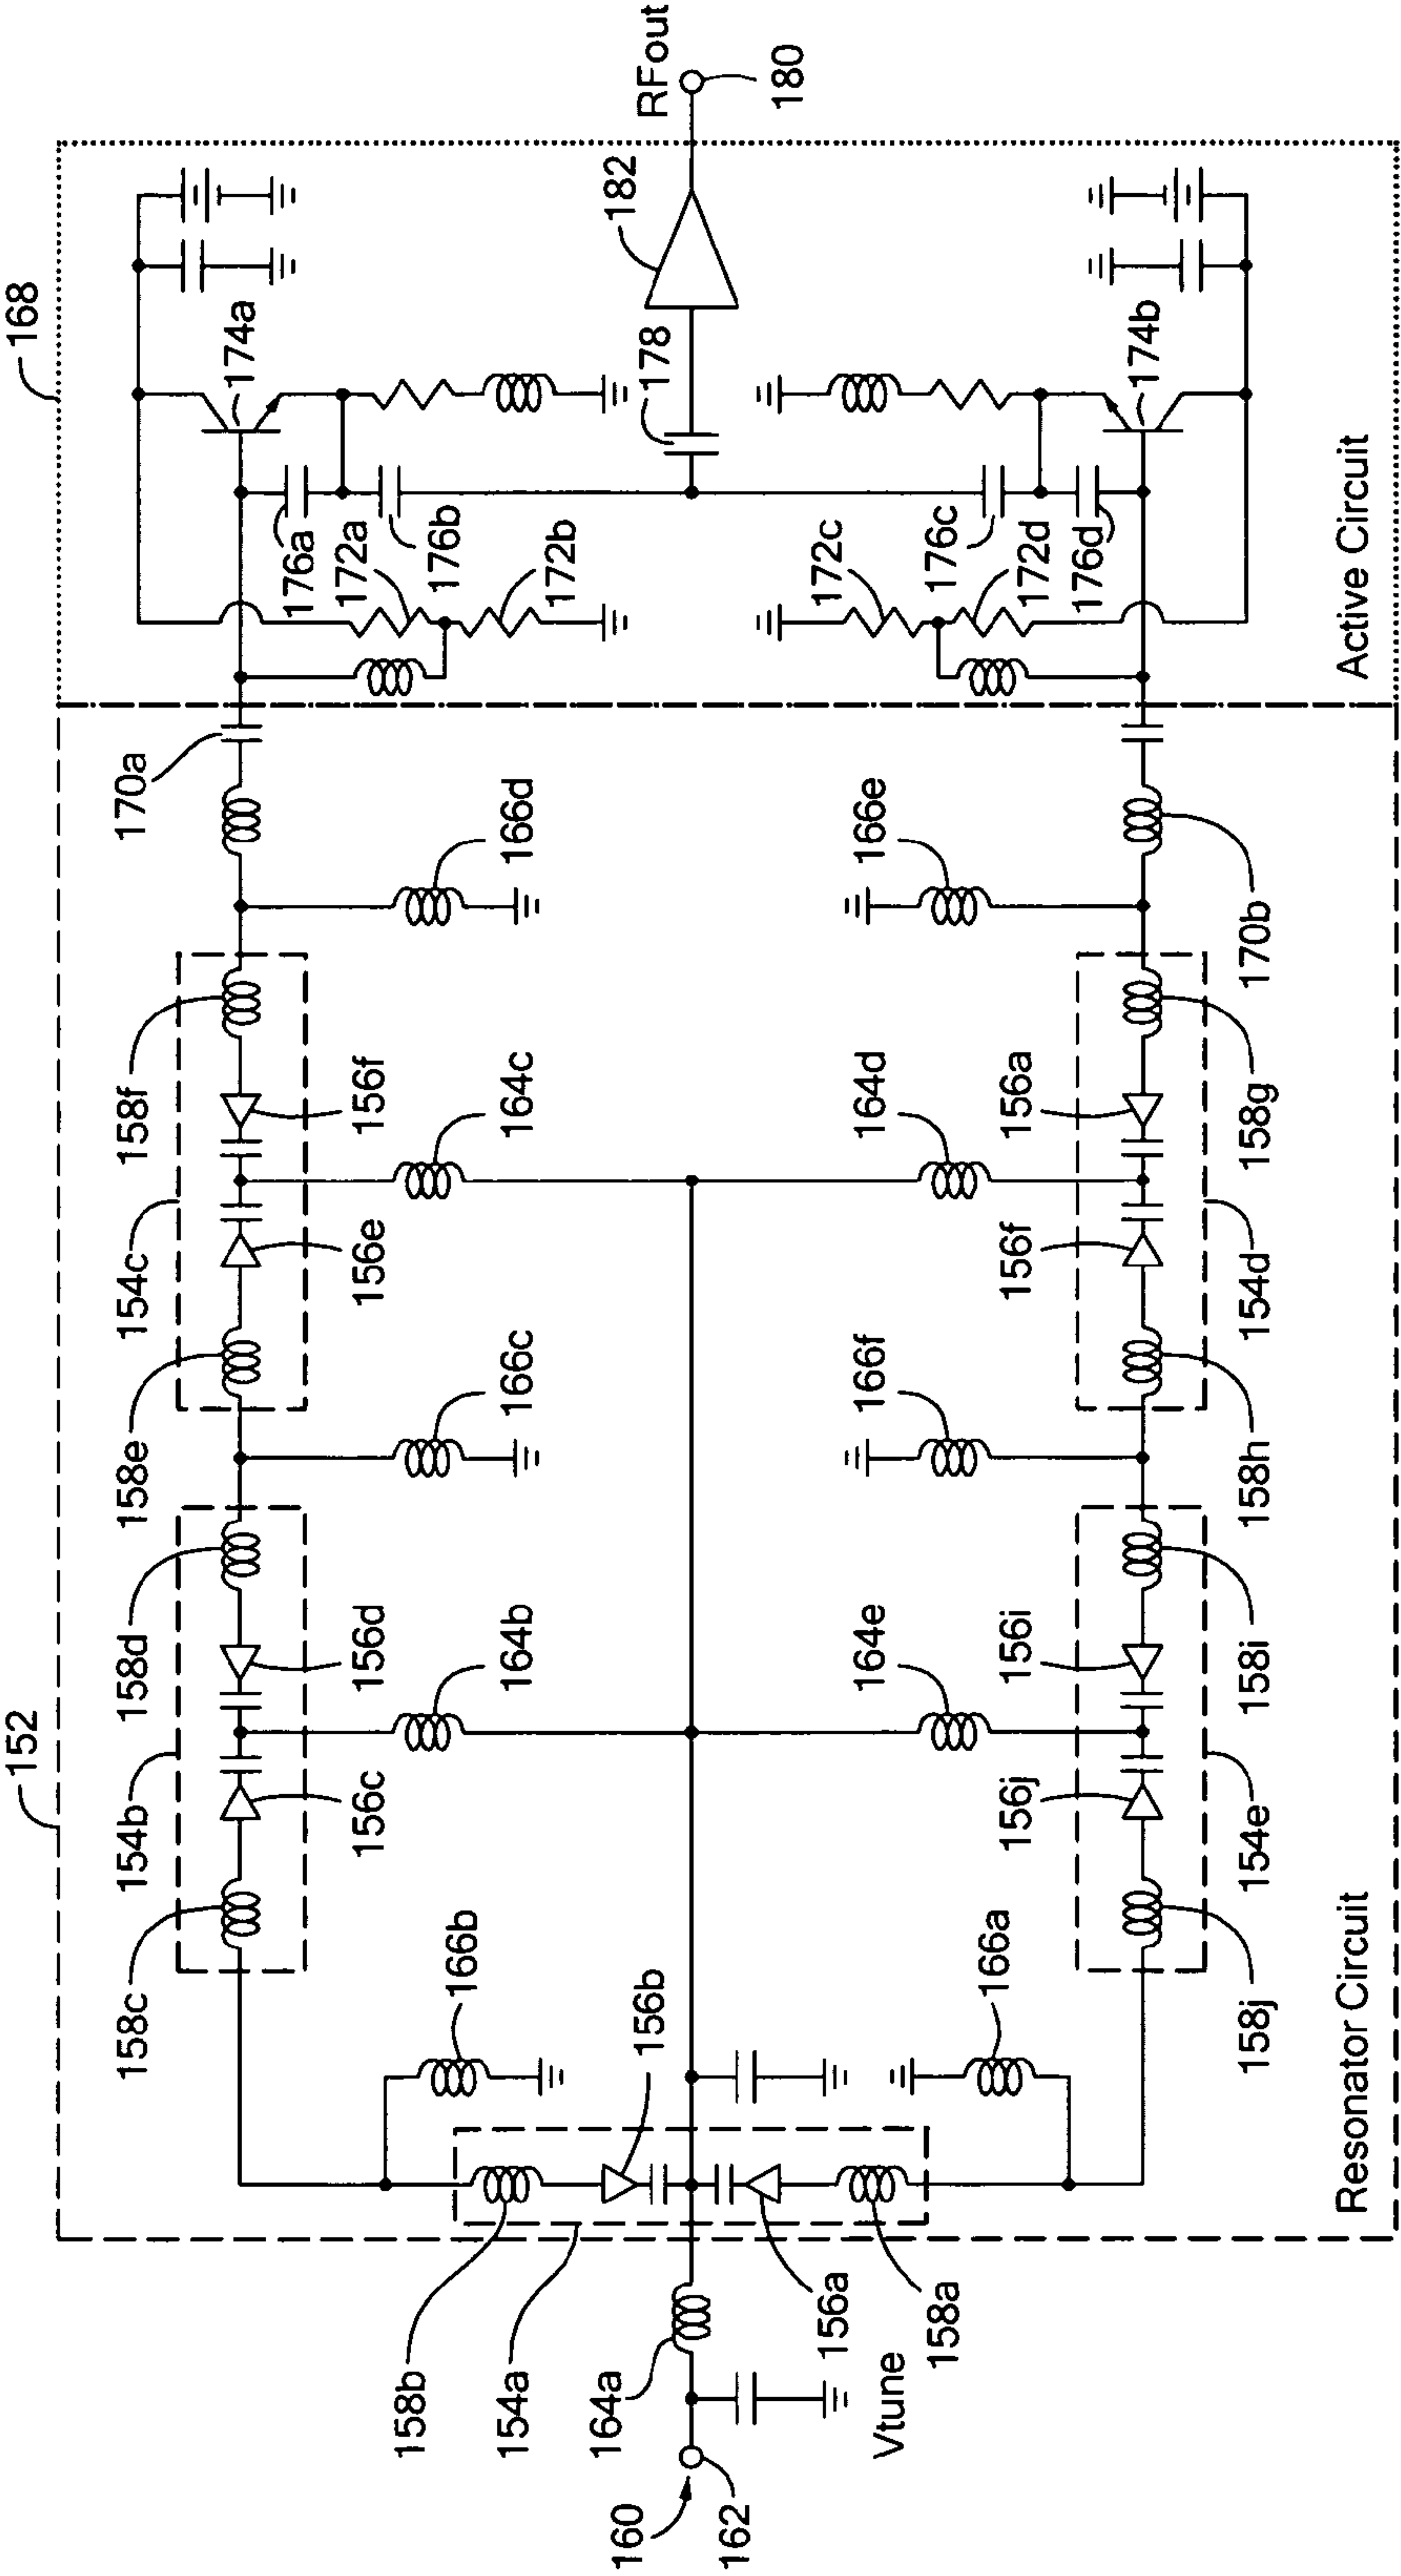 152
168
158c
154b
158d
158e
154c
158f
170a
174a
RFout
180
182
178
156c
156d
156e
156f
176a
172a
176b
172b
166b
164b
166c
164c
166d
158b
154a
164a
156b
160
162
Vtune
156a
158a
166a
164e
166f
164d
166e
172c
176c
172d
176d
174b
156j
156i
156f
156a
158j
154e
158i
158h
154d
158g
170b
Resonator Circuit
Active Circuit